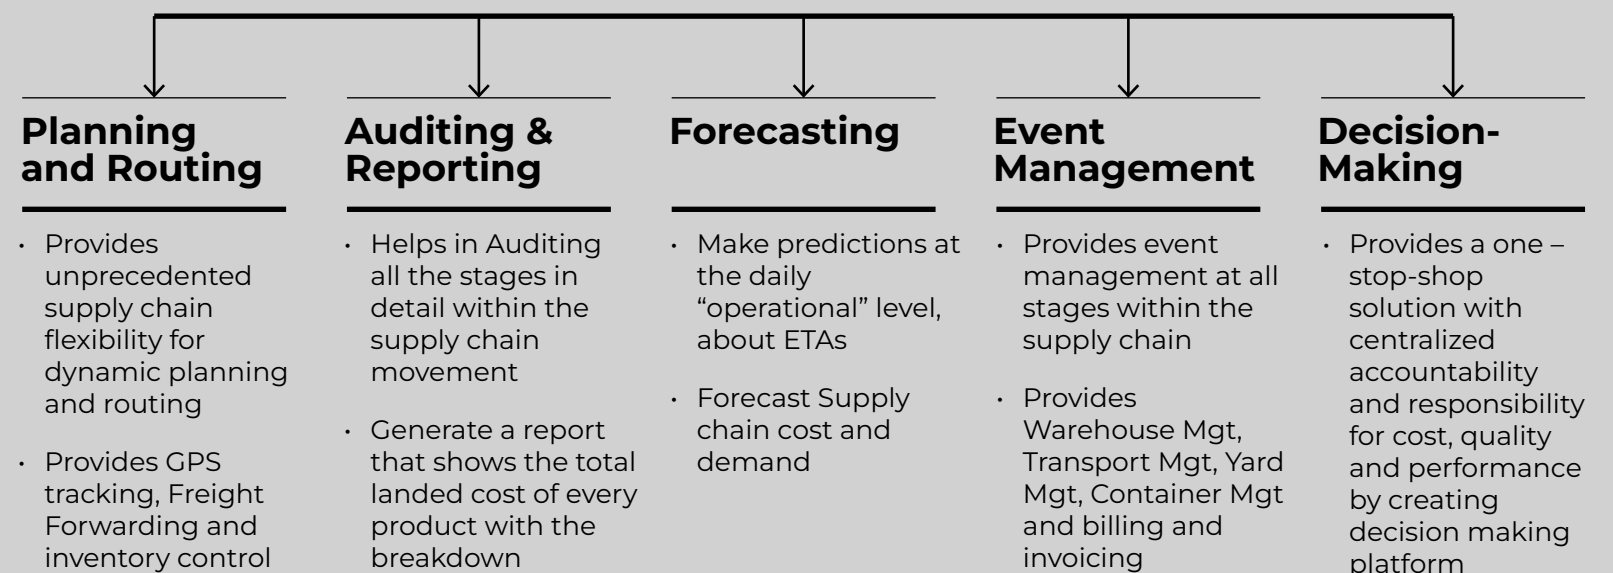 Planning
and Routing
• Provides
unprecedented
supply chain
flexibility for
dynamic planning
and routing
• Provides GPS
tracking, Freight
Forwarding and
inventory control
Auditing &
Reporting
• Helps in Auditing
all the stages in
detail within the
supply chain
movement
• Generate a report
that shows the total
landed cost of every
product with the
breakdown
Forecasting
• Make predictions at
the daily
“operational” level,
about ETAs
• Forecast Supply
chain cost and
demand
Event
Management
• Provides event
management at all
stages within the
supply chain
• Provides
Warehouse Mgt,
Transport Mgt, Yard
Mgt, Container Mgt
and billing and
invoicing
Decision-
Making
• Provides a one –
stop-shop
solution with
centralized
accountability
and responsibility
for cost, quality
and performance
by creating
decision making
platform